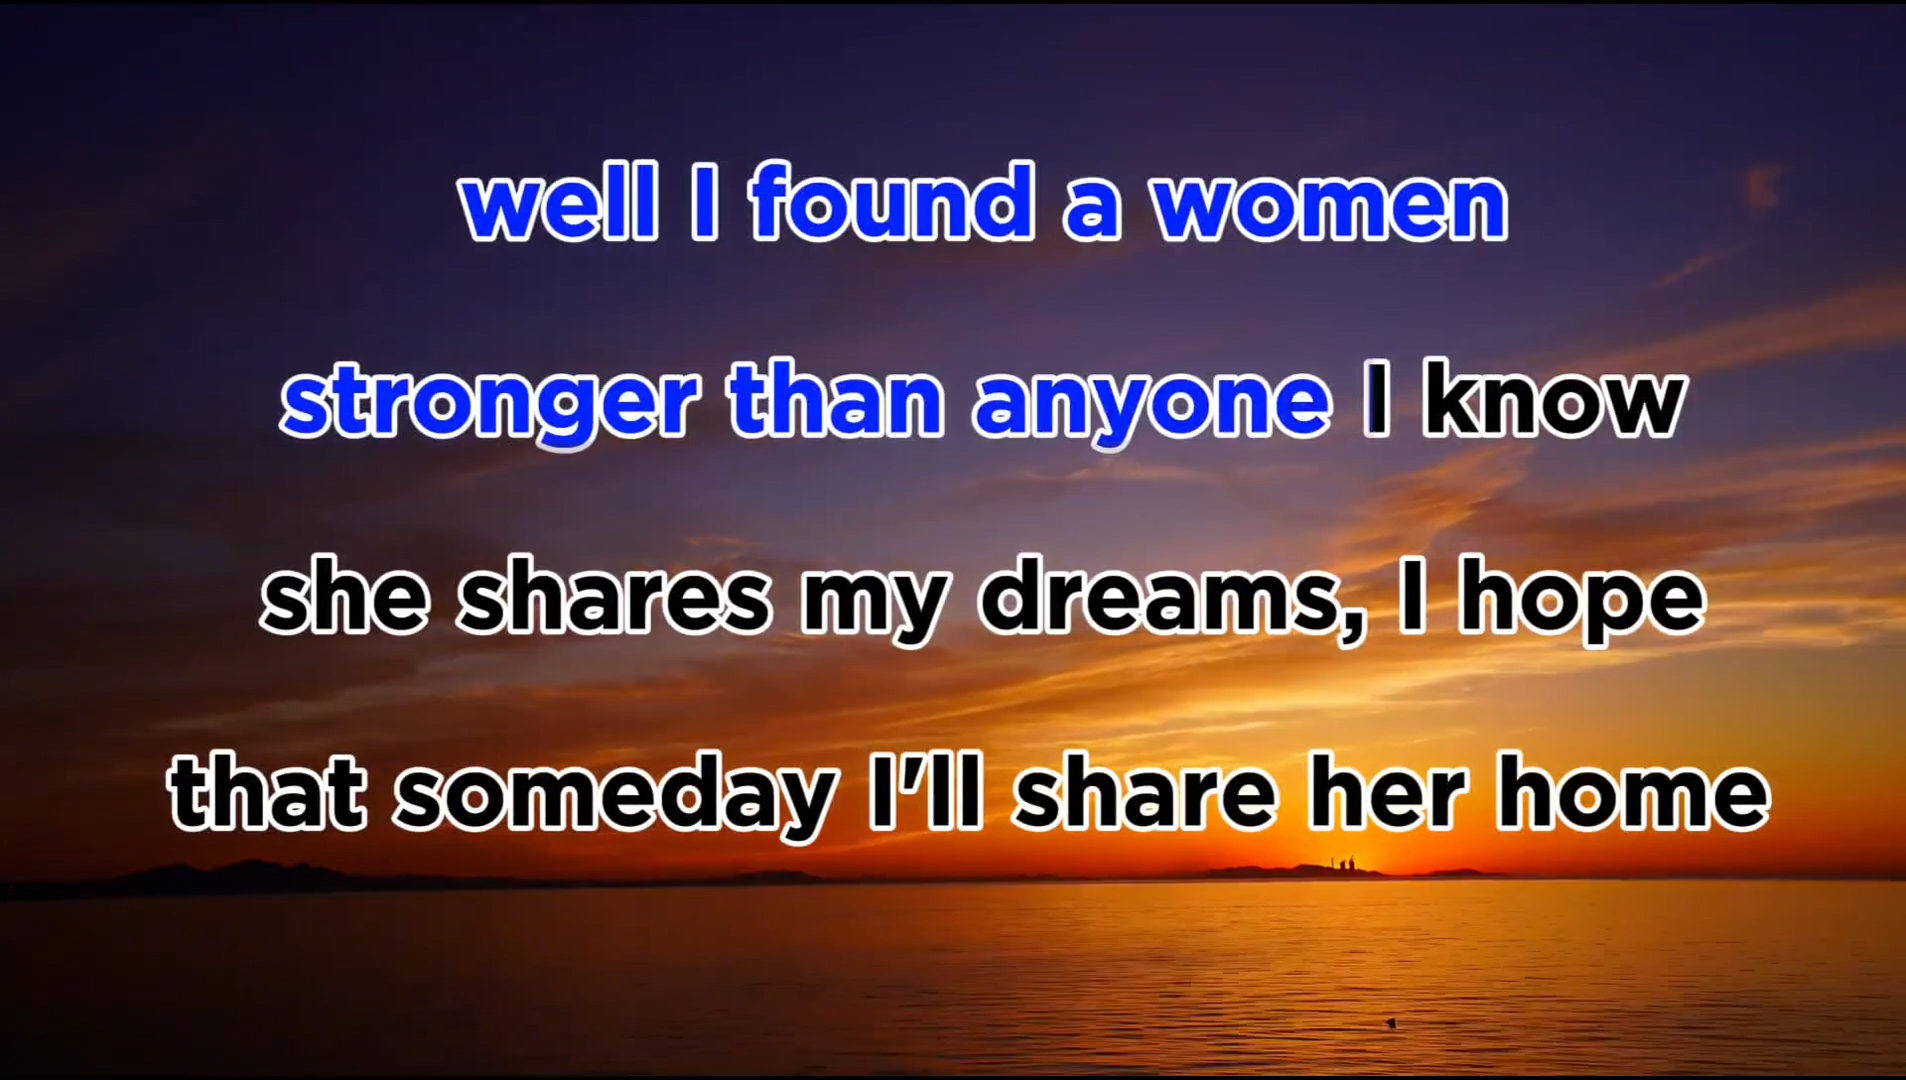 well I found a women
stronger than anyone I know
she shares my dreams, I hope
that someday I'll share her home